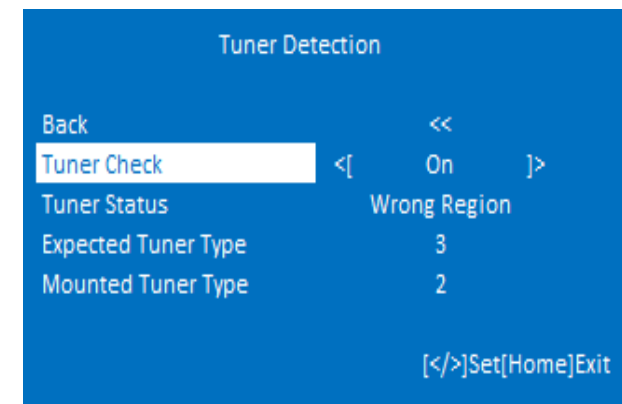 Tuner Detection
Back <<
Tuner Check <[ On ]>
Tuner Status Wrong Region
Expected Tuner Type 3
Mounted Tuner Type 2
[</>]Set[Home]Exit